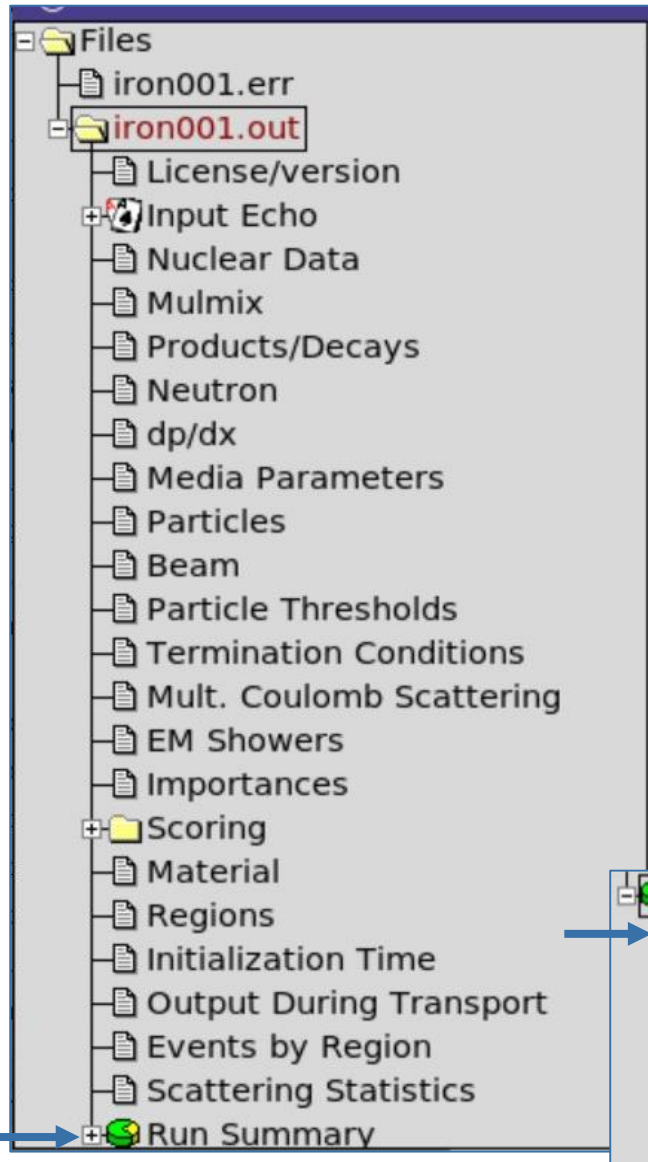 Files
iron001.err
iron001.out
License/version
Input Echo
Nuclear Data
Mulmix
Products/Decays
Neutron
dp/dx
Media Parameters
Particles
Beam
Particle Thresholds
Termination Conditions
Mult. Coulomb Scattering
EM Showers
Importances
Scoring
Material
Regions
Initialization Time
Output During Transport
Events by Region
Scattering Statistics
Run Summary